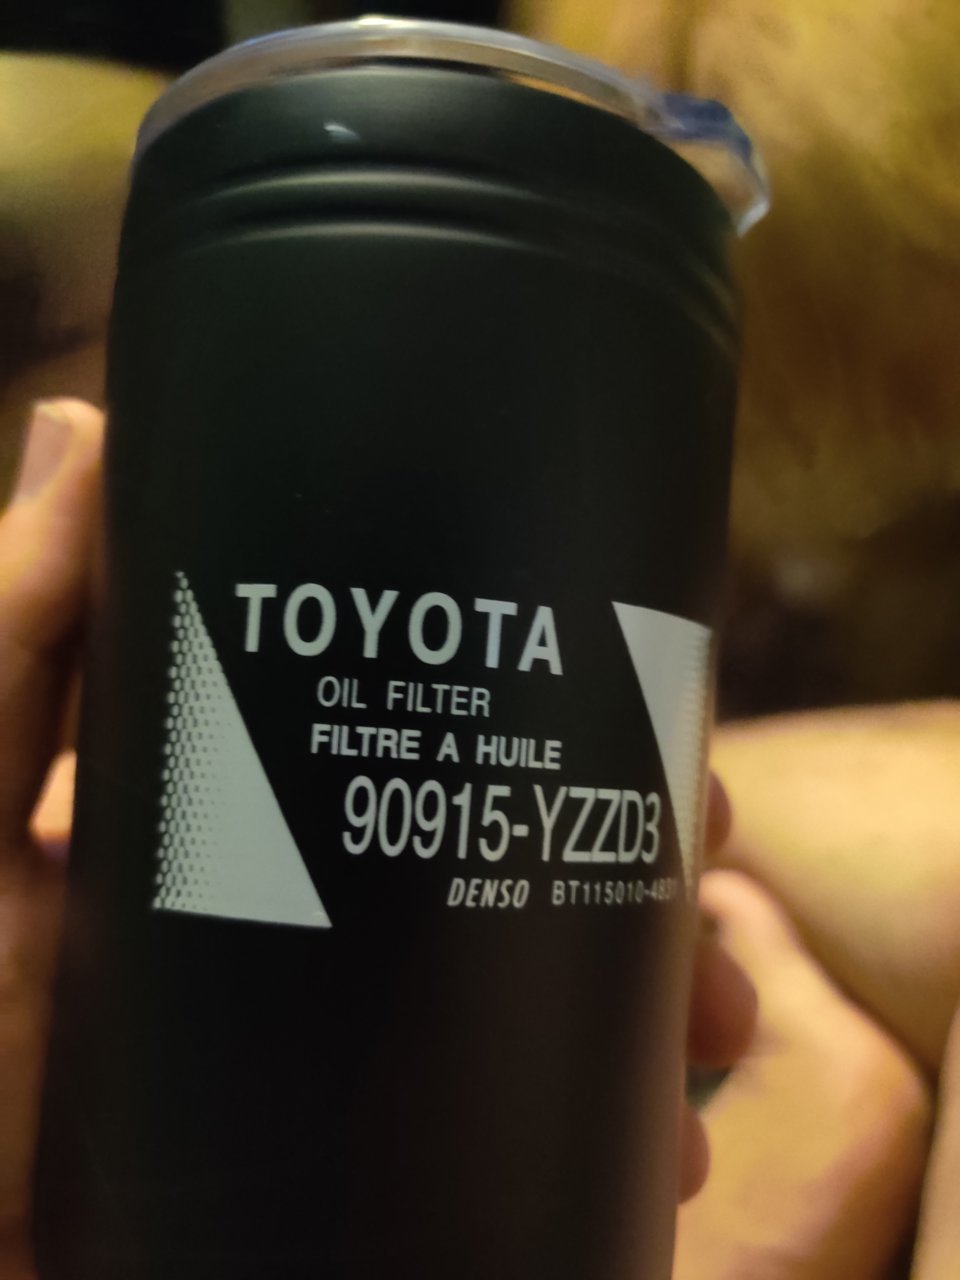 TOYOTA
OIL FILTER
FILTRE A HUILE
90915-YZZD3
DENSO